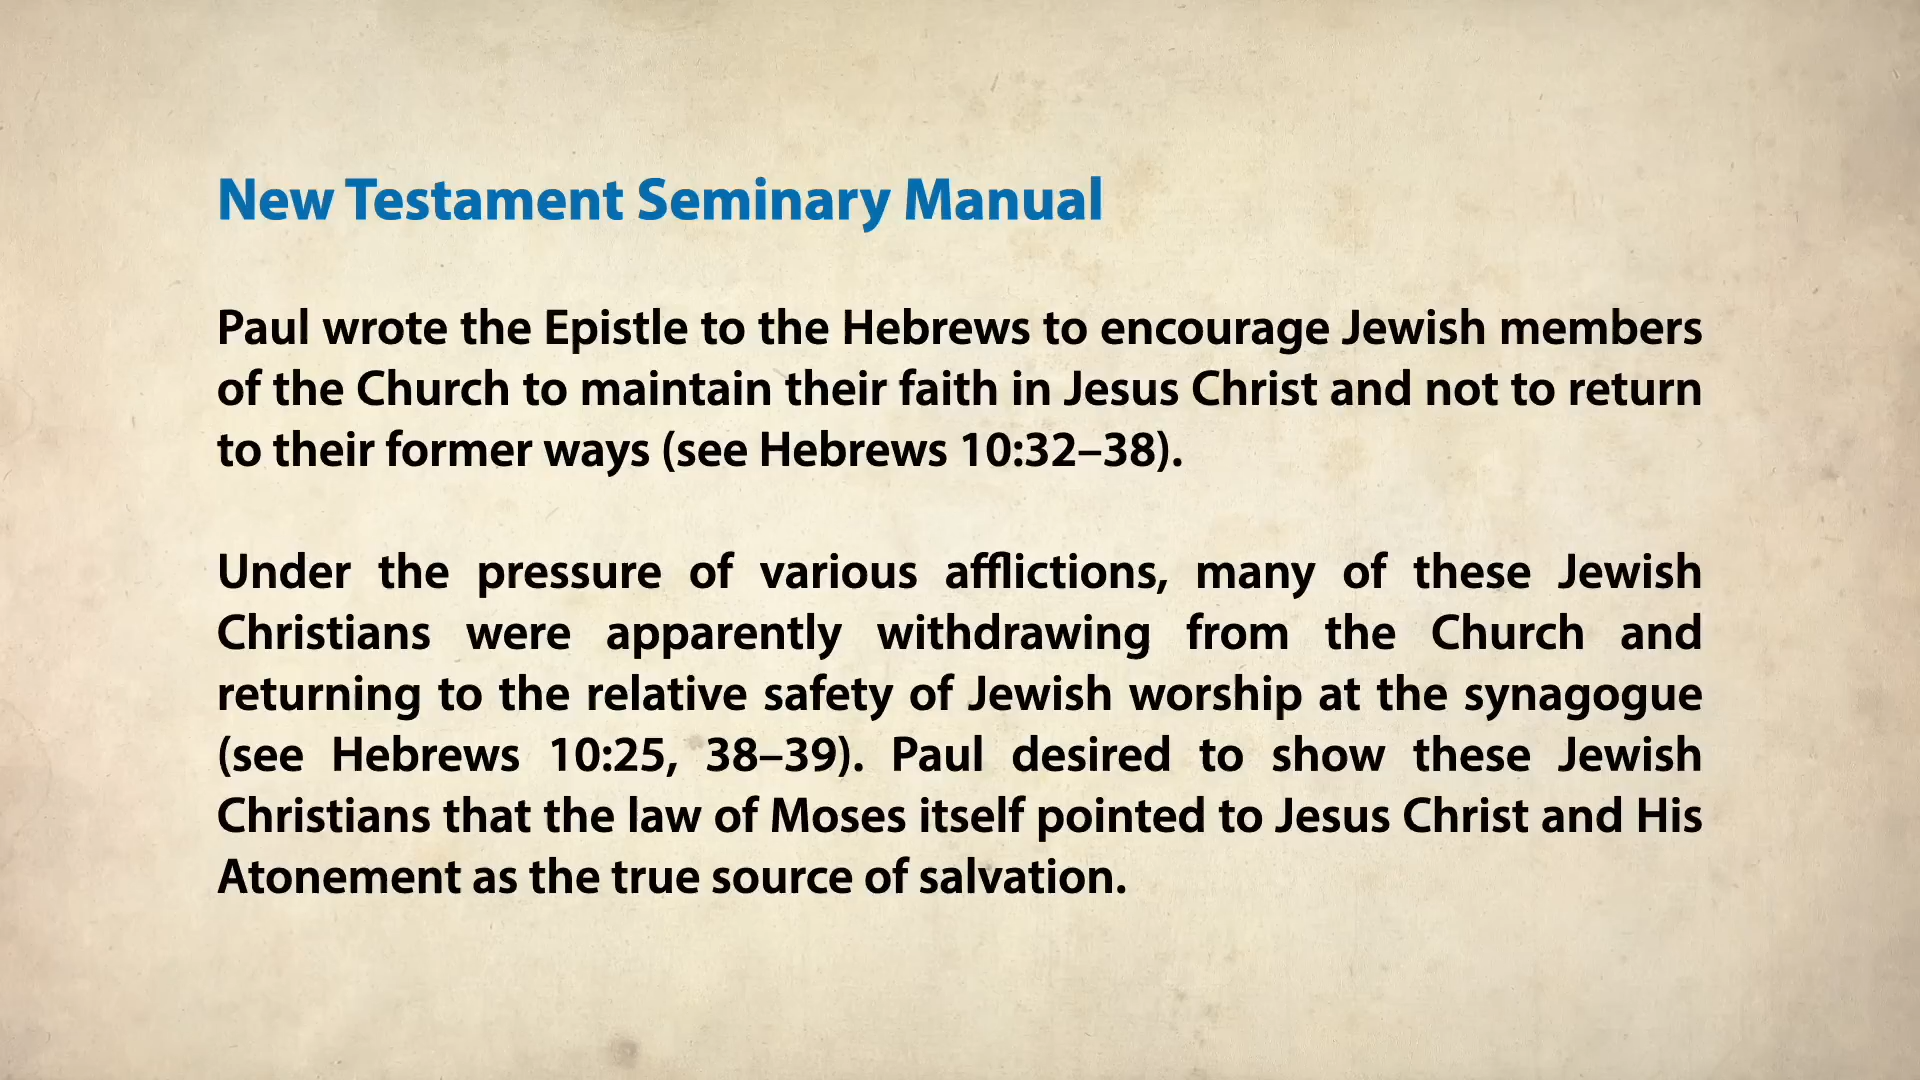 New Testament Seminary Manual
Paul wrote the Epistle to the Hebrews to encourage Jewish members
of the Church to maintain their faith in Jesus Christ and not to return
to their former ways (see Hebrews 10:32–38).
Under the pressure of various afflictions, many of these Jewish
Christians were apparently withdrawing from the Church and
returning to the relative safety of Jewish worship at the synagogue
(see Hebrews 10:25, 38–39). Paul desired to show these Jewish
Christians that the law of Moses itself pointed to Jesus Christ and His
Atonement as the true source of salvation.